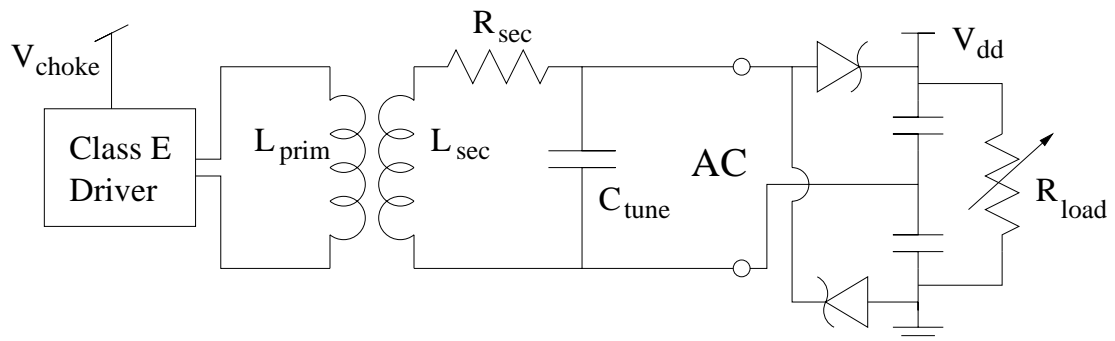 V_choke
Class E
Driver
L_prim
L_sec
R_sec
C_tune
AC
V_dd
R_load